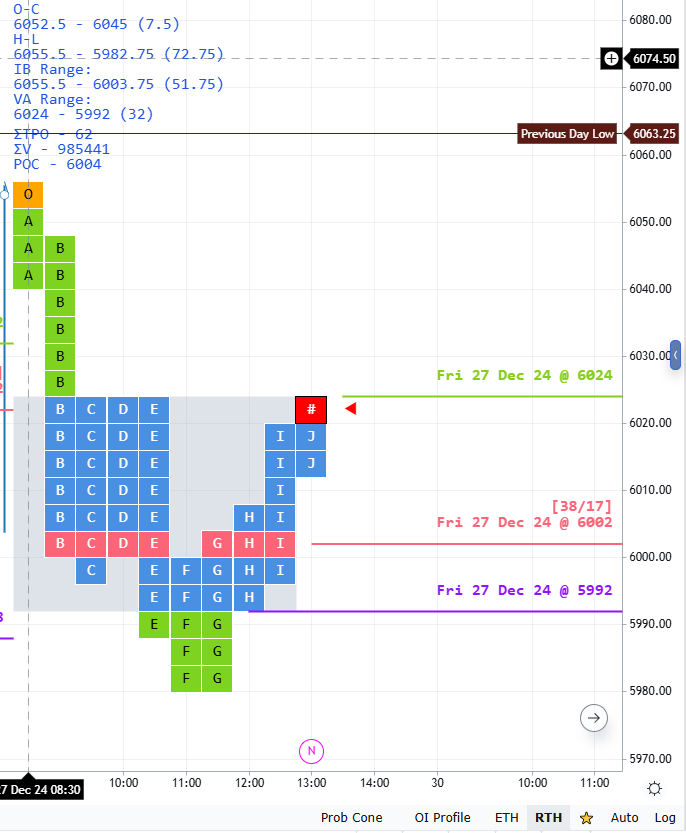 O-C
6052.5 - 6045 (7.5)
H-L
6055.5 - 5982.75 (72.75)
IB Range:
6055.5 - 6003.75 (51.75)
VA Range:
6024 - 5992 (32)
ΣTPO - 62
ΣV - 985441
POC - 6004
6080.00
6074.50
6070.00
Previous Day Low 6063.25
6060.00
O
A 6050.00
A B
A B 6040.00
B
B
B 6030.00
B
Fri 27 Dec 24 @ 6024
B C D E #
6020.00
B C D E I J
B C D E I J
B C D E I 6010.00
[38/17]
B C D E H I
Fri 27 Dec 24 @ 6002
B C D E G H I
6000.00
C E F G H I
Fri 27 Dec 24 @ 5992
E F G H
E F G 5990.00
F G
F G 5980.00
N
5970.00
7 Dec 24 08:30 10:00 11:00 12:00 13:00 14:00 30 10:00 11:00
Prob Cone OI Profile ETH RTH Auto Log